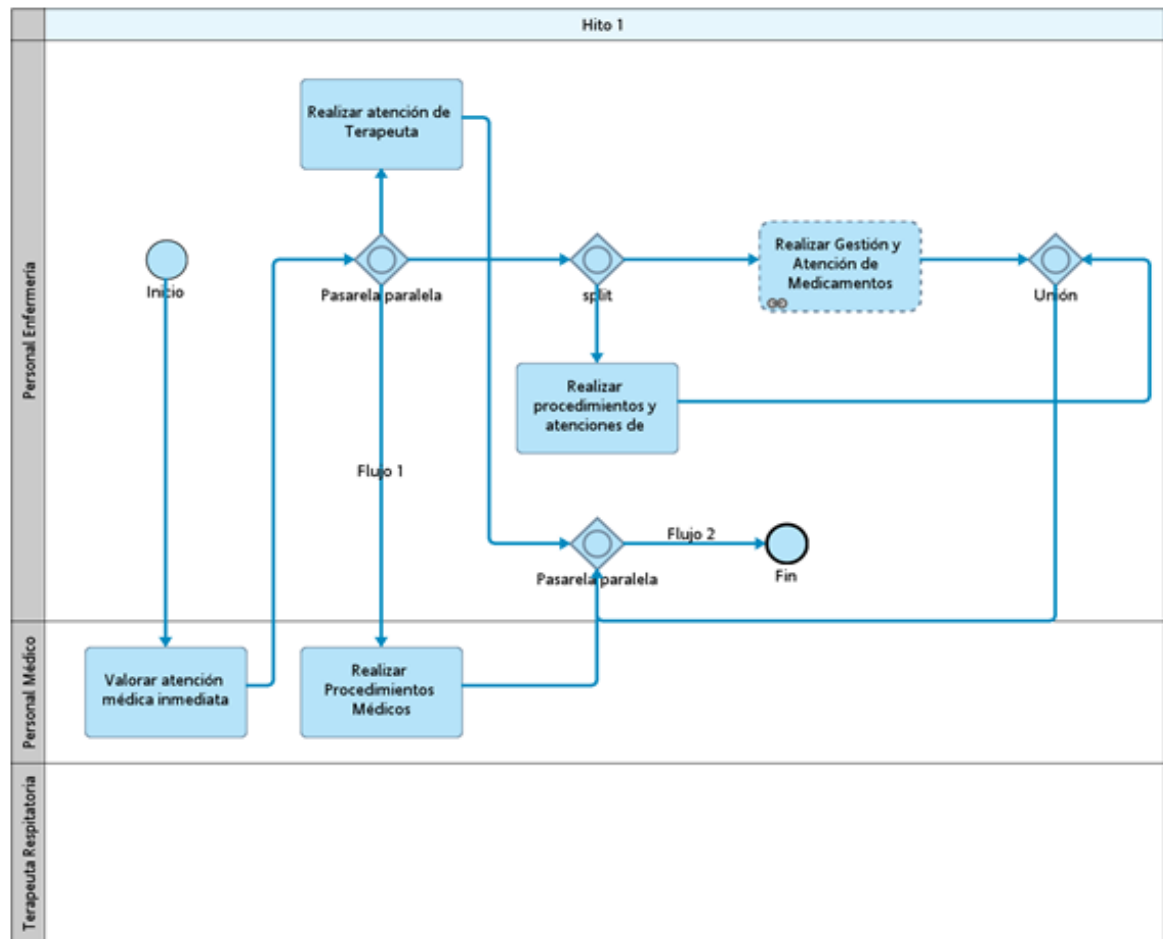 Hito 1
Personal Enfermería
Realizar atención de
Terapeuta
Inicio
Pasarela paralela
split
Realizar Gestión y
Atención de
Medicamentos
Unión
Realizar
procedimientos y
atenciones de
Flujo 1
Flujo 2
Pasarela paralela
Fin
Personal Médico
Valorar atención
médica inmediata
Realizar
Procedimientos
Médicos
Terapeuta Respitatoria